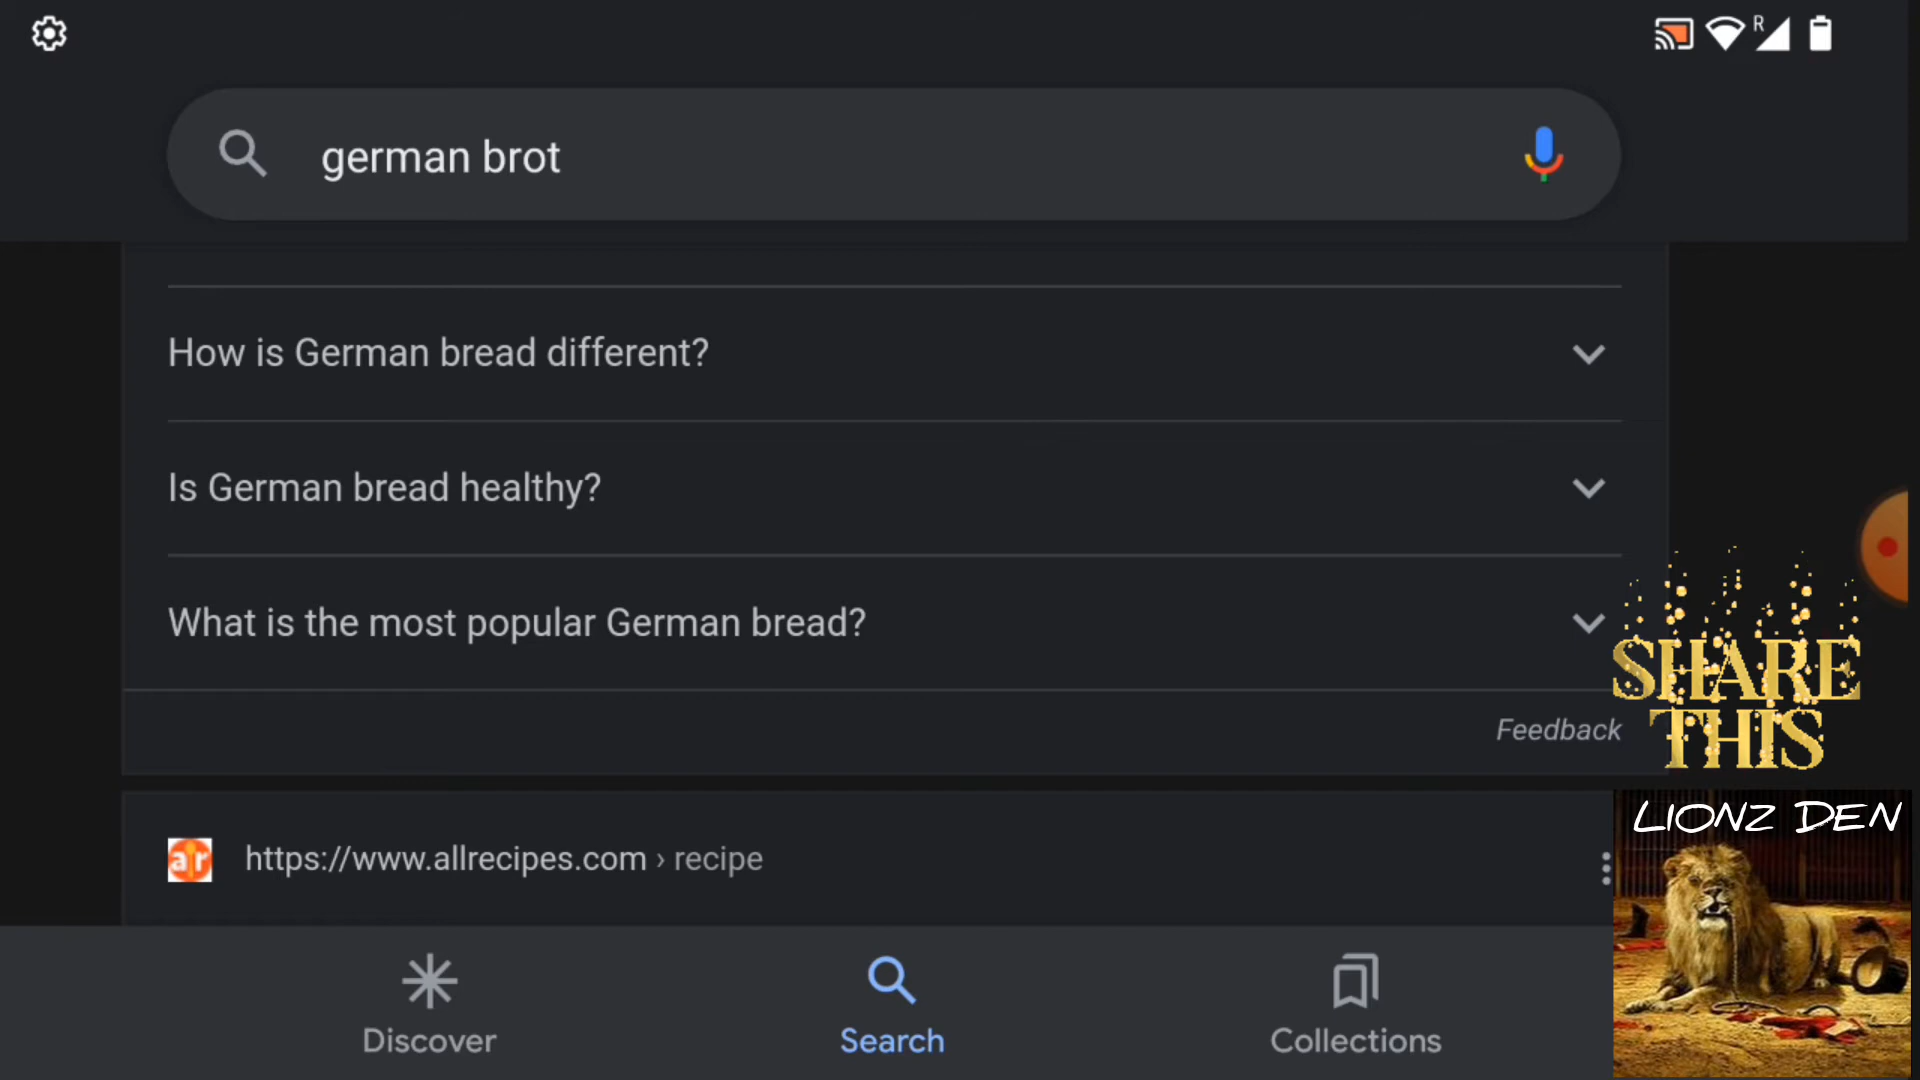 R
german brot
How is German bread different?
Is German bread healthy?
What is the most popular German bread?
Feedback
SHARE
THIS
ar https://www.allrecipes.com › recipe
LIONZ DEN
Discover
Search
Collections